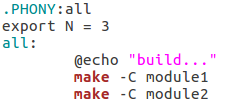 .PHONY:all
export N = 3
all:
        @echo "build..."
        make -C module1
        make -C module2